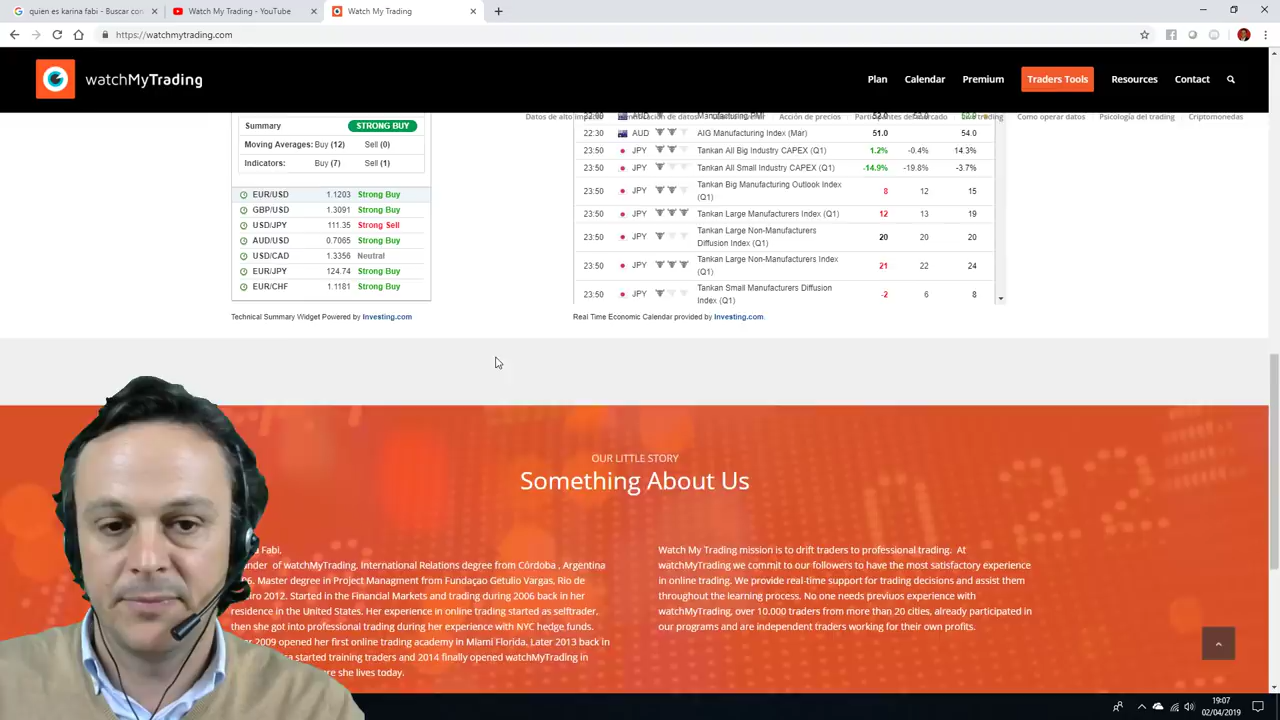 quien es karina fabi - Buscar con
Watch My Trading - YouTube
Watch My Trading
https://watchmytrading.com
watchMyTrading
Plan
Calendar
Premium
Traders Tools
Resources
Contact
Datos de alto impacto
Participantes del mercado
Acción de precios
trading
Como operar datos
Psicología del trading
Criptomonedas
Summary STRONG BUY
Moving Averages: Buy (12) Sell (0)
Indicators: Buy (7) Sell (1)
EUR/USD 1.1203 Strong Buy
GBP/USD 1.3091 Strong Buy
USD/JPY 111.35 Strong Sell
AUD/USD 0.7065 Strong Buy
USD/CAD 1.3356 Neutral
EUR/JPY 124.74 Strong Buy
EUR/CHF 1.1181 Strong Buy
Technical Summary Widget Powered by Investing.com
22:00 AUD Manufacturing PMI 52.0
22:30 AUD AIG Manufacturing Index (Mar) 51.0 54.0
23:50 JPY Tankan All Big Industry CAPEX (Q1) 1.2% -0.4% 14.3%
23:50 JPY Tankan All Small Industry CAPEX (Q1) -14.9% -19.8% -3.7%
23:50 JPY Tankan Big Manufacturing Outlook Index (Q1) 8 12 15
23:50 JPY Tankan Large Manufacturers Index (Q1) 12 13 19
23:50 JPY Tankan Large Non-Manufacturers Diffusion Index (Q1) 20 20 20
23:50 JPY Tankan Large Non-Manufacturers Index (Q1) 21 22 24
23:50 JPY Tankan Small Manufacturers Diffusion Index (Q1) -2 6 8
Real Time Economic Calendar provided by Investing.com.
OUR LITTLE STORY
Something About Us
Fabi,
of watchMyTrading, International Relations degree from Córdoba , Argentina
Master degree in Project Managment from Fundaçao Getulio Vargas, Rio de
2012. Started in the Financial Markets and trading during 2006 back in her
residence in the United States. Her experience in online trading started as selftrader,
then she got into professional trading during her experience with NYC hedge funds.
2009 opened her first online trading academy in MIami Florida. Later 2013 back in
started training traders and 2014 finally opened watchMyTrading in
she lives today.
Watch My Trading mission is to drift traders to professional trading. At
watchMyTrading we commit to our followers to have the most satisfactory experience
in online trading. We provide real-time support for trading decisions and assist them
throughout the learning process. No one needs previuos experience with
watchMyTrading, over 10.000 traders from more than 20 cities, already participated in
our programs and are independent traders working for their own profits.
19:07
02/04/2019